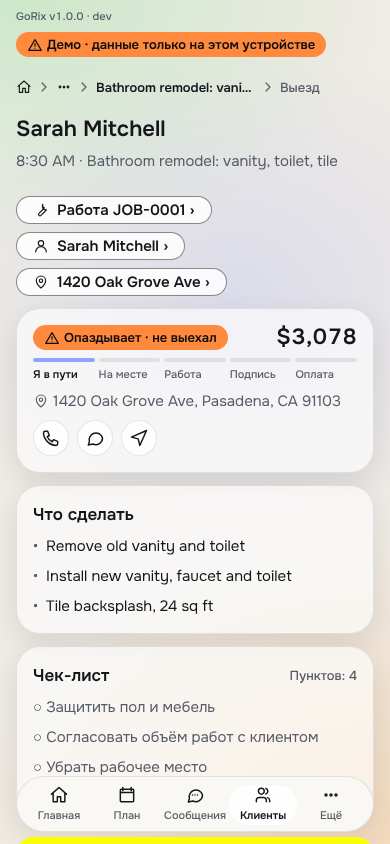 GoRix v1.0.0 · dev
Демо · данные только на этом устройстве
••• Bathroom remodel: vani… Выезд
Sarah Mitchell
8:30 AM · Bathroom remodel: vanity, toilet, tile
Работа JOB-0001 ›
Sarah Mitchell ›
1420 Oak Grove Ave ›
Опаздывает · не выехал $3,078
Я в пути На месте Работа Подпись Оплата
1420 Oak Grove Ave, Pasadena, CA 91103
Что сделать
• Remove old vanity and toilet
• Install new vanity, faucet and toilet
• Tile backsplash, 24 sq ft
Чек-лист Пунктов: 4
○ Защитить пол и мебель
○ Согласовать объём работ с клиентом
○ Убрать рабочее место
Главная План Сообщения Клиенты Ещё